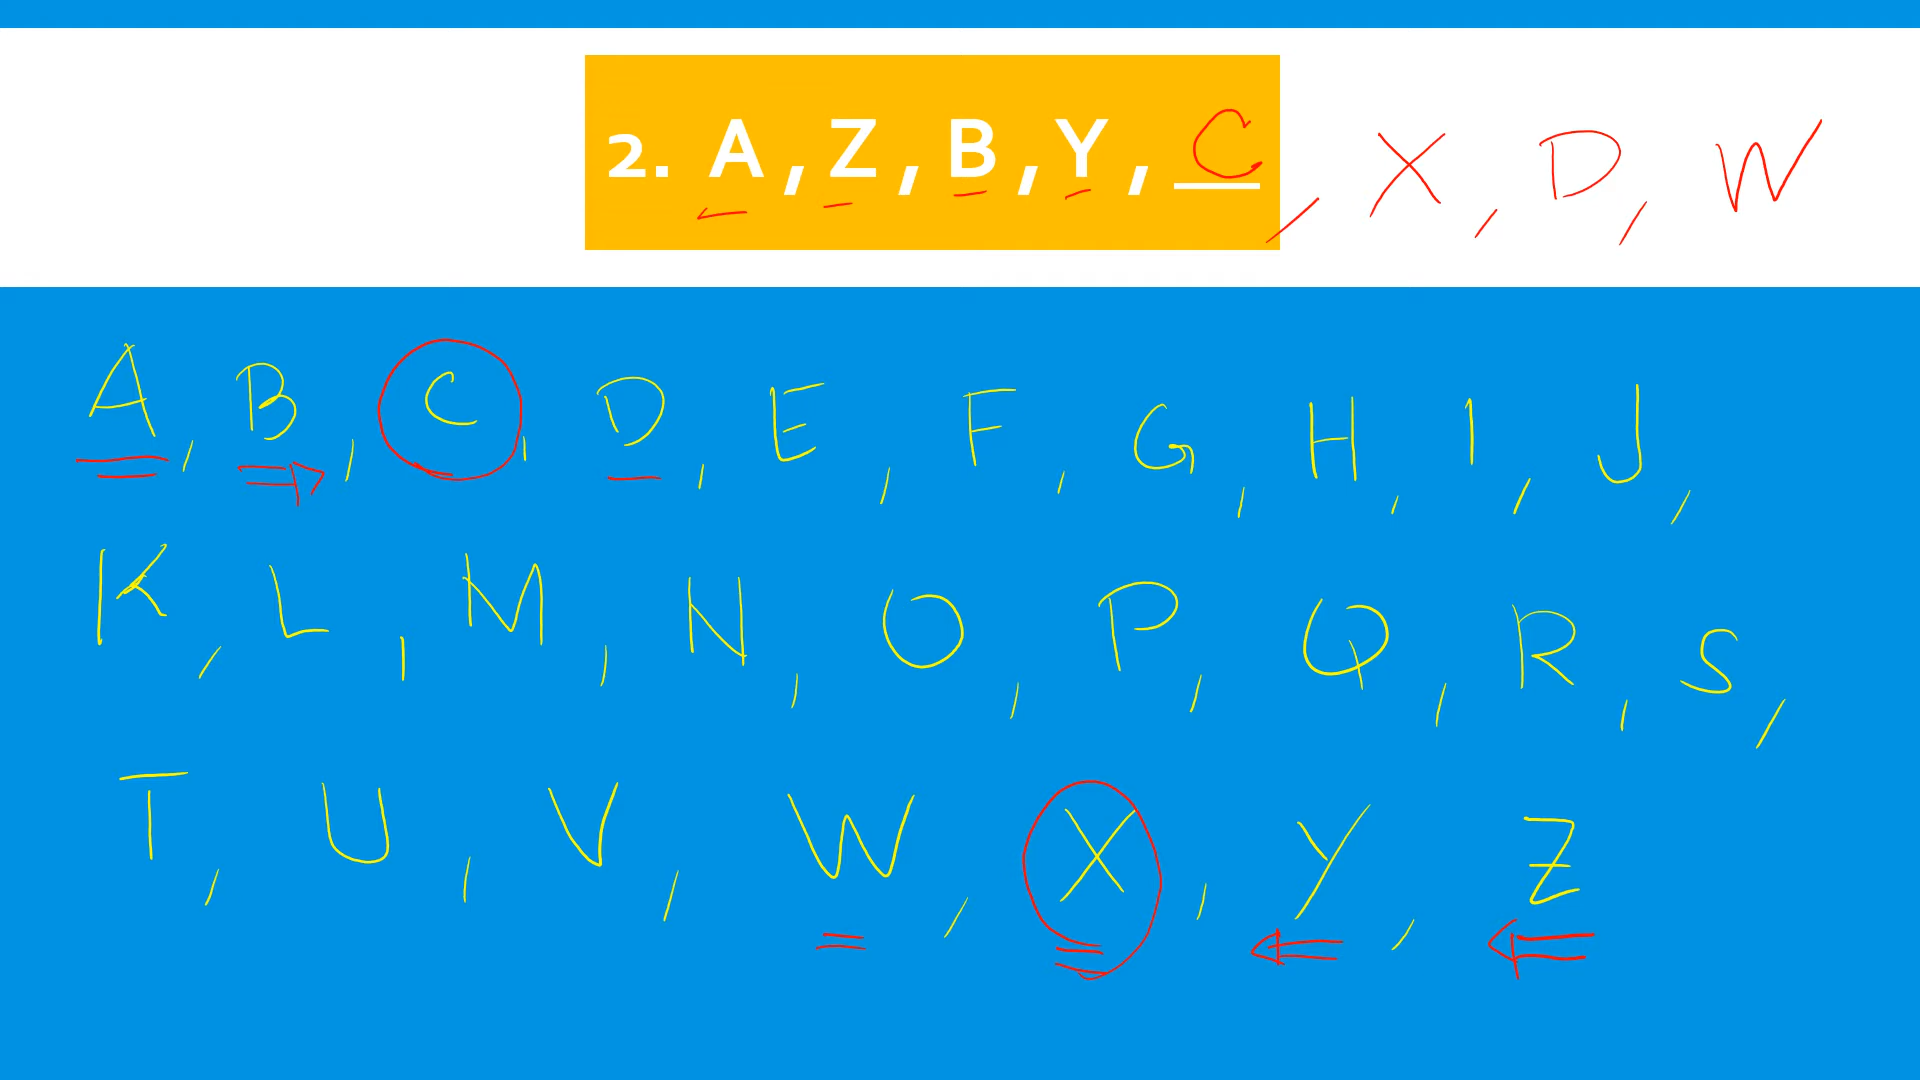 2. A, Z, B, Y, C, X, D, W
A, B, C, D, E, F, G, H, I, J,
K, L, M, N, O, P, Q, R, S,
T, U, V, W, X, Y, Z